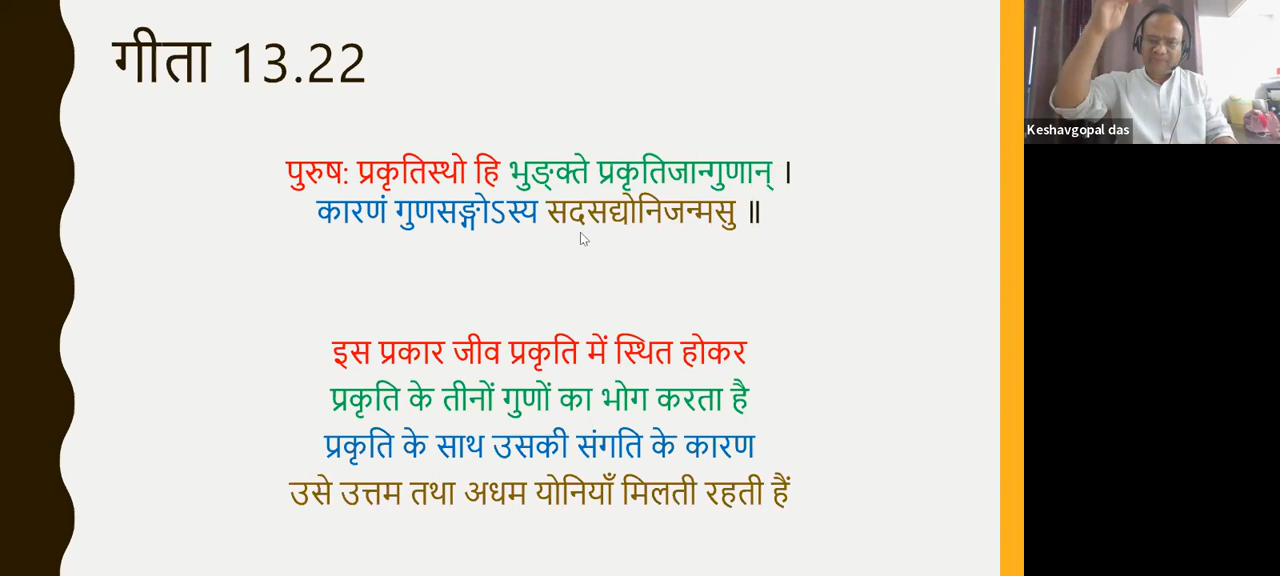 गीता 13.22
पुरुष: प्रकृतिस्थो हि भुङ्क्ते प्रकृतिजान्गुणान् ।
कारणं गुणसङ्गोऽस्य सदसद्योनिजन्मसु ॥
इस प्रकार जीव प्रकृति में स्थित होकर
प्रकृति के तीनों गुणों का भोग करता है
प्रकृति के साथ उसकी संगति के कारण
उसे उत्तम तथा अधम योनियाँ मिलती रहती हैं
Keshavgopal das